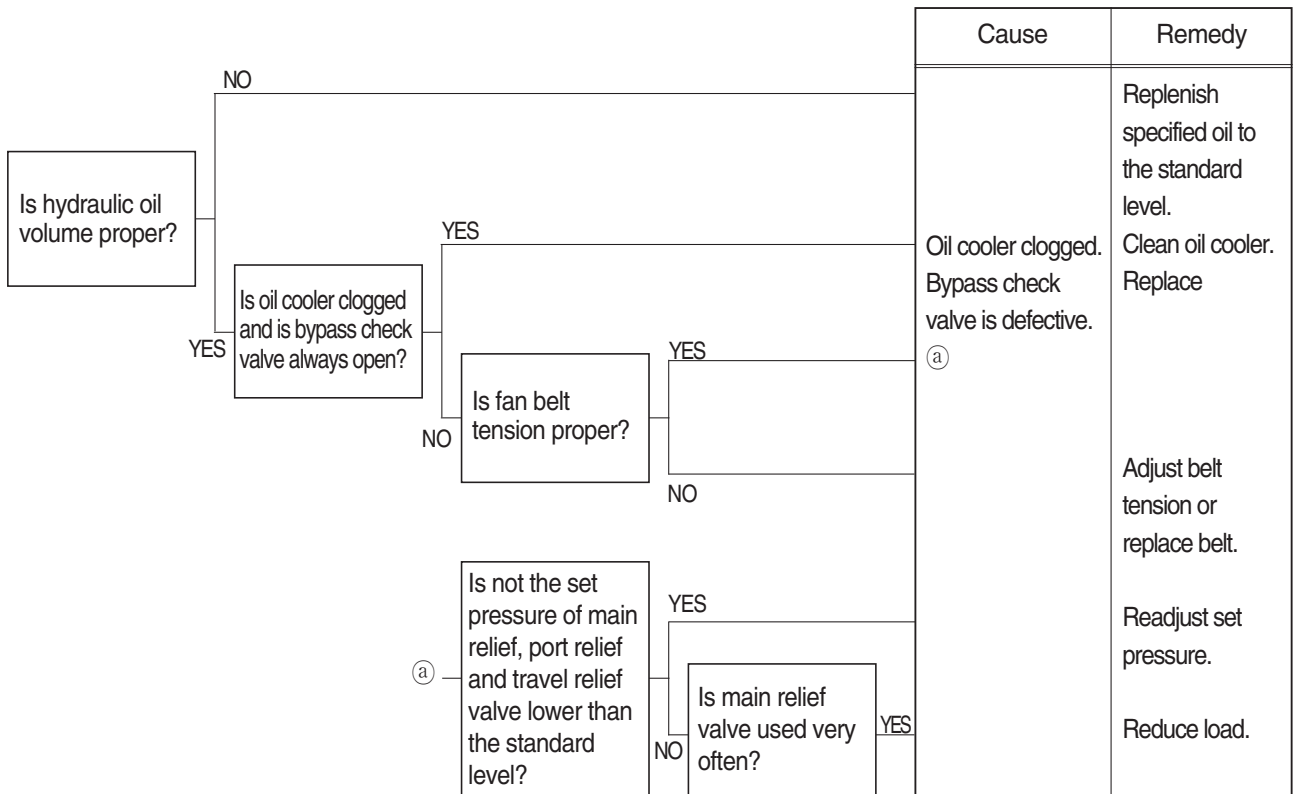 Cause
Remedy
NO
Replenish
specified oil to
the standard
level.
Is hydraulic oil
volume proper?
YES
Oil cooler clogged.
Clean oil cooler.
Bypass check
Replace
valve is defective.
Is oil cooler clogged
and is bypass check
valve always open?
YES
YES
ⓐ
Is fan belt
tension proper?
NO
NO
Adjust belt
tension or
replace belt.
ⓐ
Is not the set
pressure of main
relief, port relief
and travel relief
valve lower than
the standard
level?
YES
Readjust set
pressure.
NO
Is main relief
valve used very
often?
YES
Reduce load.